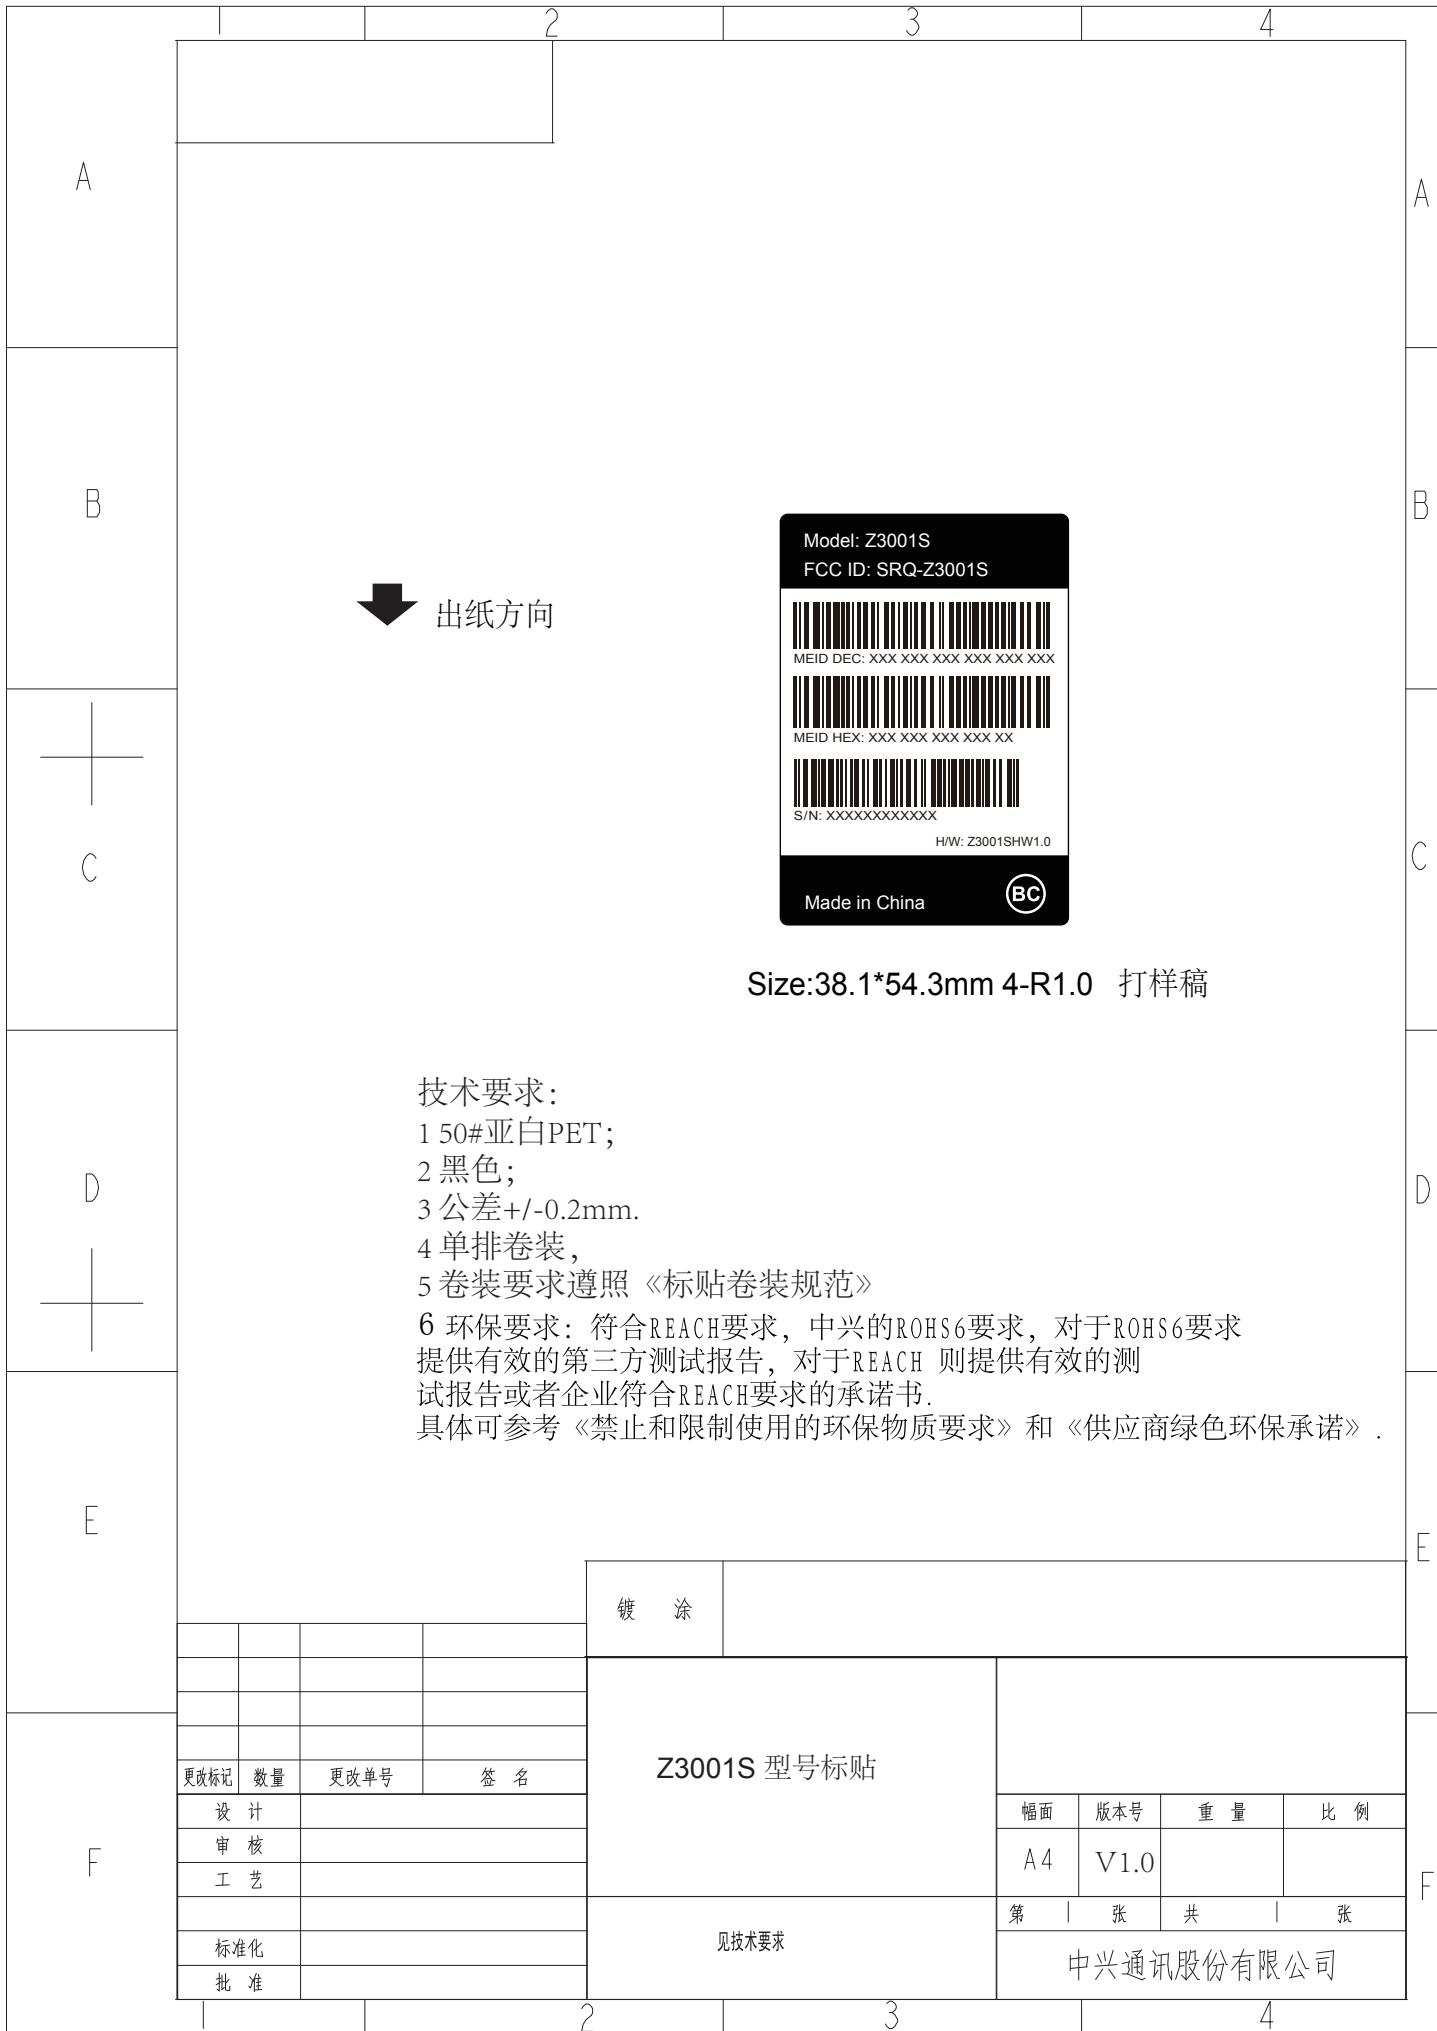 2 3 4
A A
B B
Model: Z3001S
FCC ID: SRQ-Z3001S
出纸方向
MEID DEC: XXX XXX XXX XXX XXX XXX
MEID HEX: XXX XXX XXX XXX XX
S/N: XXXXXXXXXXXX
H/W: Z3001SHW1.0
C C
Made in China BC
Size:38.1*54.3mm 4-R1.0 打样稿
技术要求:
1 50#亚白PET;
2 黑色;
D D
3 公差+/-0.2mm.
4 单排卷装,
5 卷装要求遵照《标贴卷装规范》
6 环保要求: 符合REACH要求, 中兴的ROHS6要求, 对于ROHS6要求
提供有效的第三方测试报告, 对于REACH 则提供有效的测
试报告或者企业符合REACH要求的承诺书.
具体可参考《禁止和限制使用的环保物质要求》和《供应商绿色环保承诺》.
E E
镀 涂
Z3001S 型号标贴
更改标记 数量 更改单号 签 名
设 计
幅面 版本号 重 量 比 例
审 核
F F
A4 V1.0
工 艺
第 1 张 共 1 张
标准化
见技术要求
中兴通讯股份有限公司
批 准
2 3 4